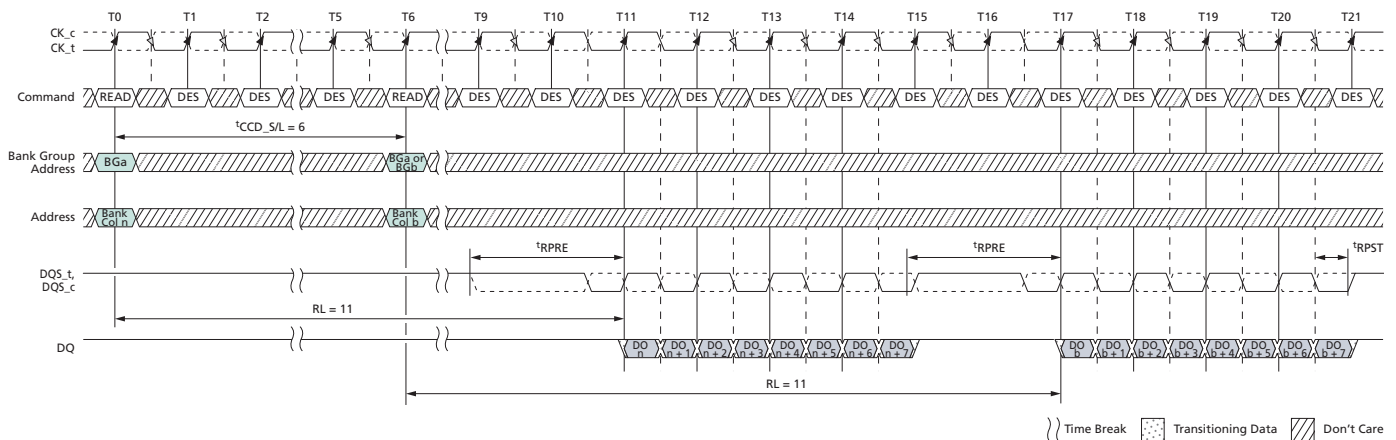 T0 T1 T2 T5 T6 T9 T10 T11 T12 T13 T14 T15 T16 T17 T18 T19 T20 T21
CK_c
CK_t
Command READ DES DES DES READ DES DES DES DES DES DES DES DES DES DES DES DES DES
tCCD_S/L = 6
Bank Group
Address
BGa
BGa or
BGb
Address
Bank
Col n
Bank
Col b
tRPRE tRPRE tRPST
DQS_t,
DQS_c
RL = 11
DQ
DO
n
DO
n + 1
DO
n + 2
DO
n + 3
DO
n + 4
DO
n + 5
DO
n + 6
DO
n + 7
DO
b
DO
b + 1
DO
b + 2
DO
b + 3
DO
b + 4
DO
b + 5
DO
b + 6
DO
b + 7
RL = 11
Time Break Transitioning Data Don't Care